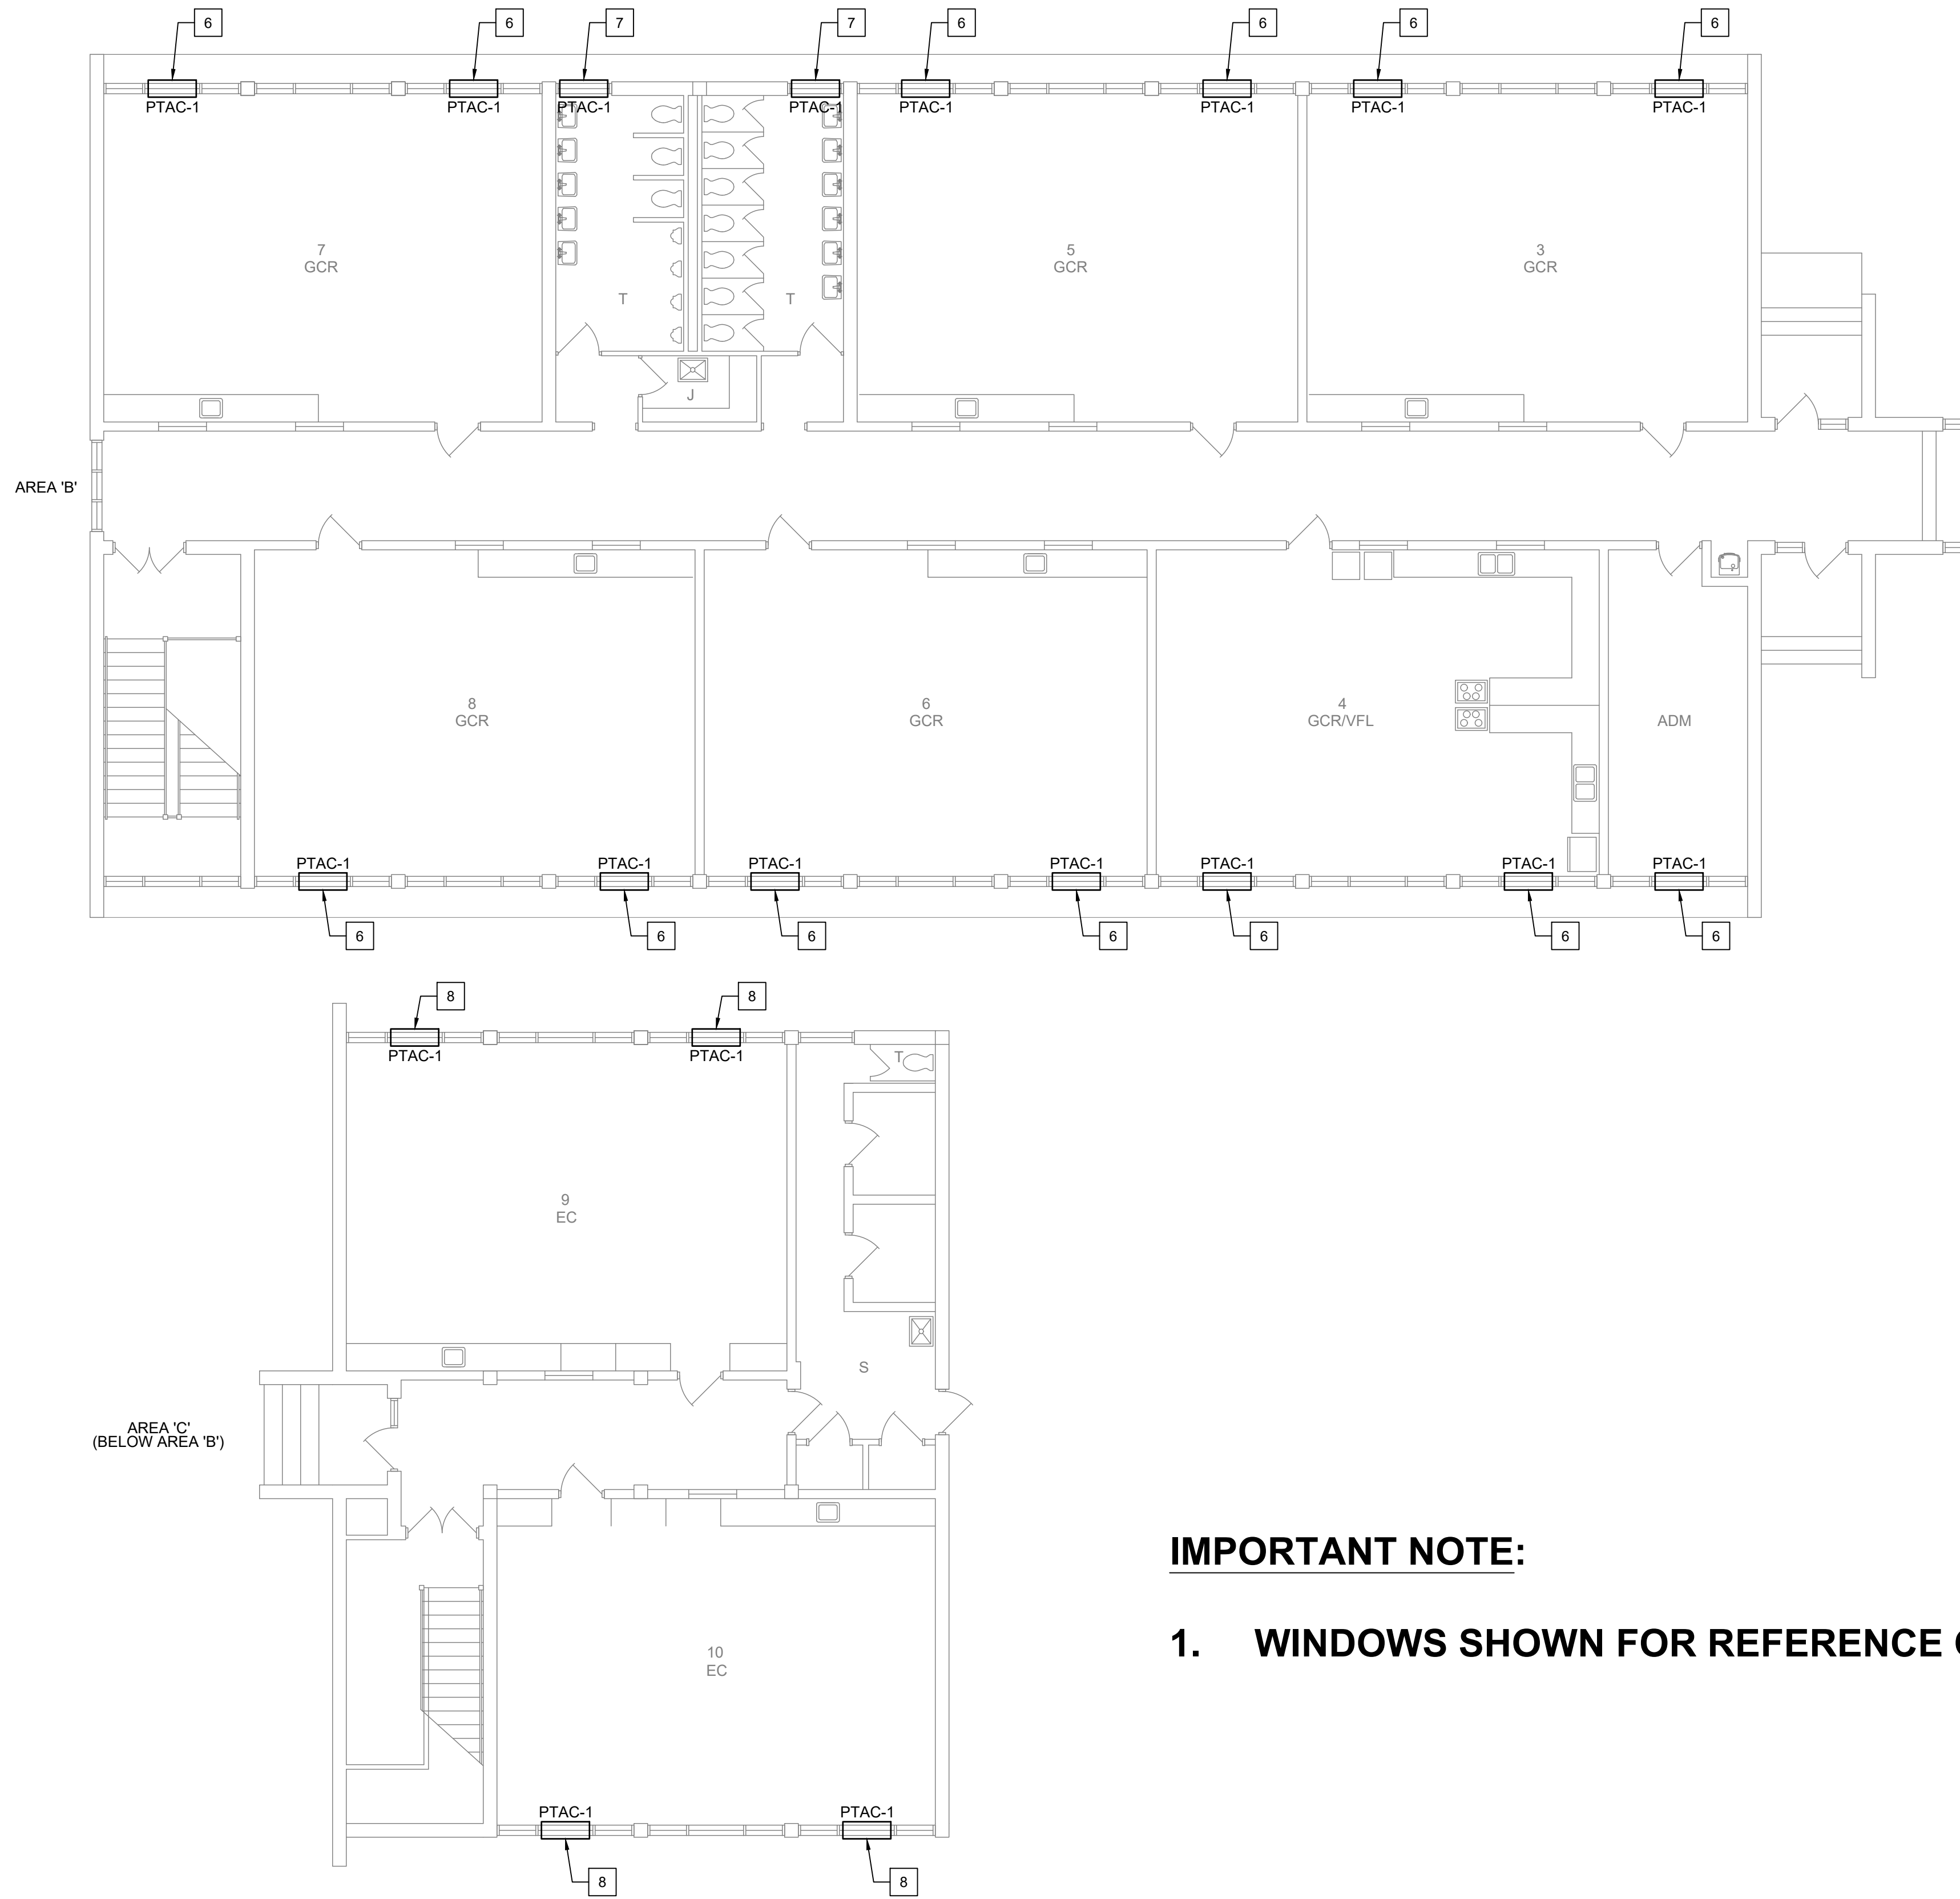 6 6 7 7 6 6 6 6
PTAC-1 PTAC-1 PTAC-1 PTAC-1 PTAC-1 PTAC-1 PTAC-1 PTAC-1
7
GCR
5
GCR
3
GCR
T
T
J
AREA 'B'
8
GCR
6
GCR
4
GCR/VFL
ADM
PTAC-1 PTAC-1 PTAC-1 PTAC-1 PTAC-1 PTAC-1 PTAC-1
6 6 6 6 6 6 6
8 8
PTAC-1 PTAC-1
T
9
EC
S
AREA 'C'
(BELOW AREA 'B')
10
EC
PTAC-1 PTAC-1
8 8
IMPORTANT NOTE:
1. WINDOWS SHOWN FOR REFERENCE